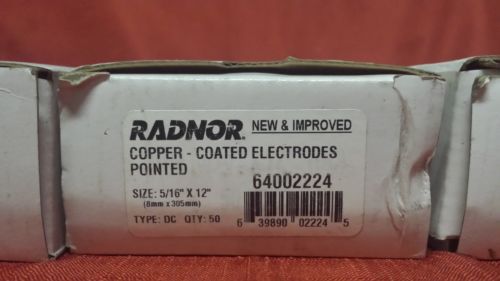 RADNOR® NEW & IMPROVED
COPPER - COATED ELECTRODES
POINTED
64002224
SIZE: 5/16" X 12"
(8mm x 305mm)
TYPE: DC QTY: 50
6 39890 02224 5